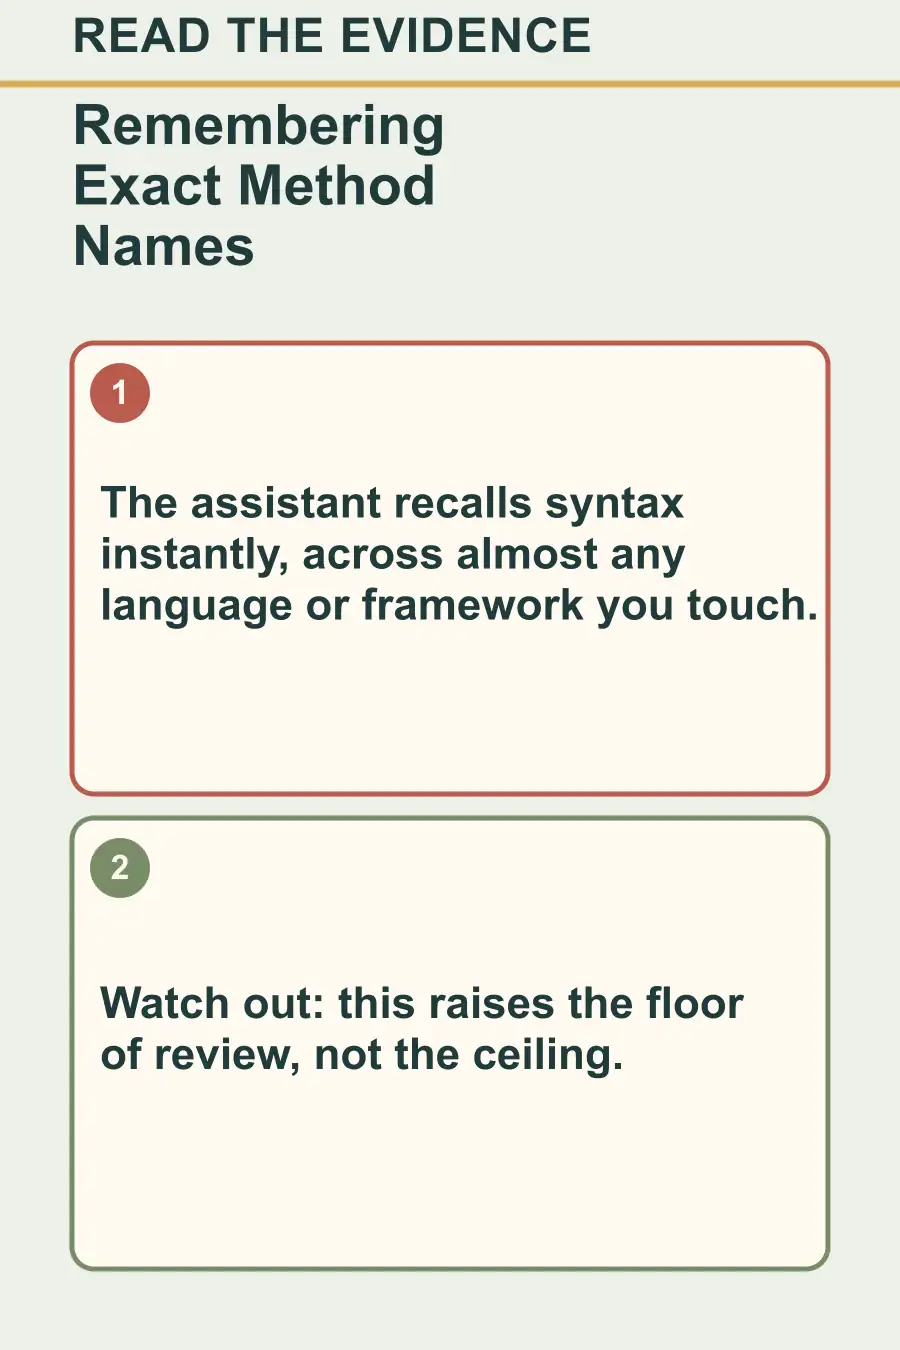 READ THE EVIDENCE
Remembering
Exact Method
Names
1
The assistant recalls syntax
instantly, across almost any
language or framework you touch.
2
Watch out: this raises the floor
of review, not the ceiling.